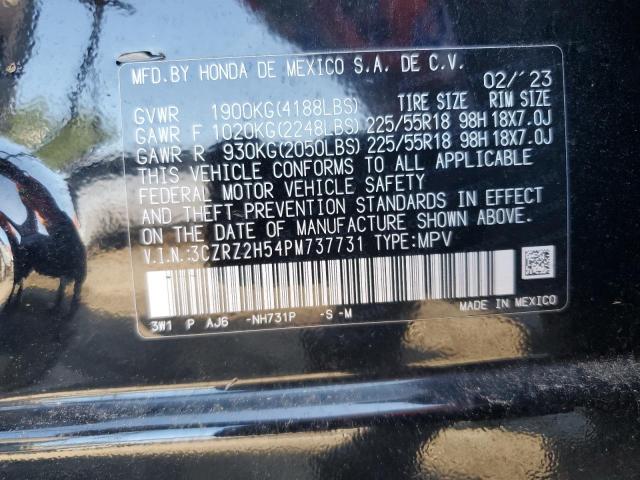 MFD.BY HONDA DE MEXICO S.A. DE C.V.
02/'23
GVWR 1900KG(4188LBS) TIRE SIZE RIM SIZE
GAWR F 1020KG(2248LBS) 225/55R18 98H 18X7.0J
GAWR R 930KG(2050LBS) 225/55R18 98H 18X7.0J
THIS VEHICLE CONFORMS TO ALL APPLICABLE
FEDERAL MOTOR VEHICLE SAFETY
AND THEFT PREVENTION STANDARDS IN EFFECT
ON THE DATE OF MANUFACTURE SHOWN ABOVE.
V.I.N.:3CZRZ2H54PM737731 TYPE:MPV
3W1 P AJ6 -NH731P -S -M
MADE IN MEXICO